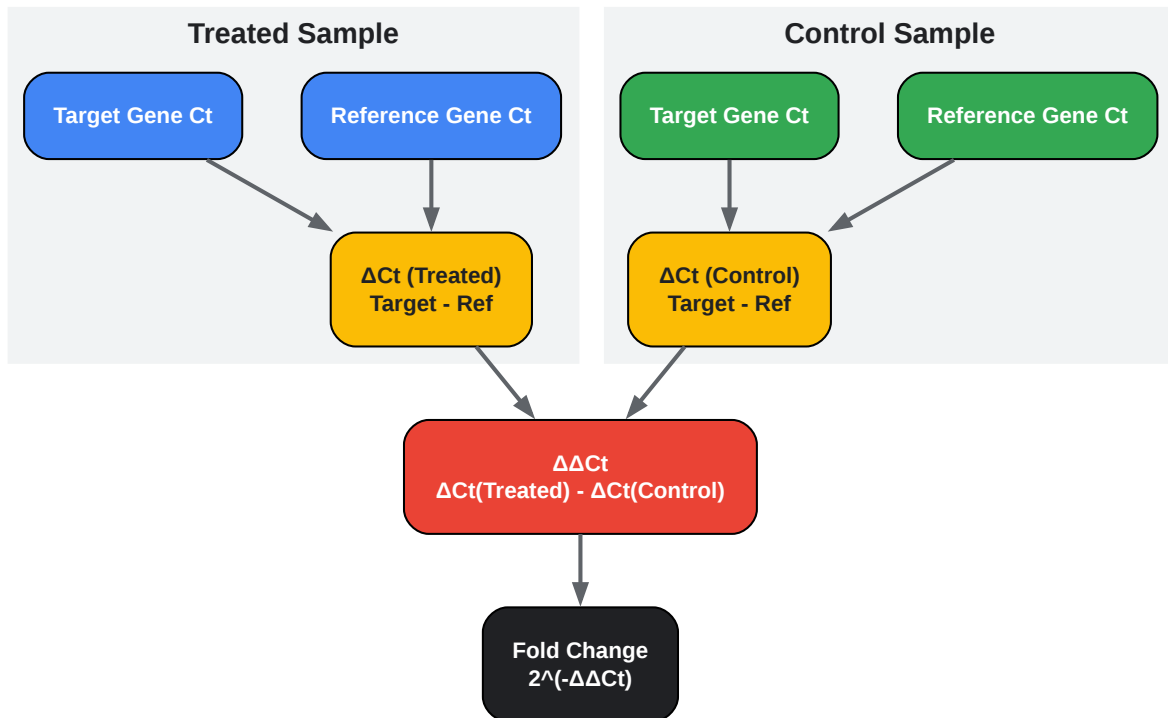 Treated Sample
Control Sample
Target Gene Ct
Reference Gene Ct
Target Gene Ct
Reference Gene Ct
ΔCt (Treated)
Target - Ref
ΔCt (Control)
Target - Ref
ΔΔCt
ΔCt(Treated) - ΔCt(Control)
Fold Change
2^(-ΔΔCt)